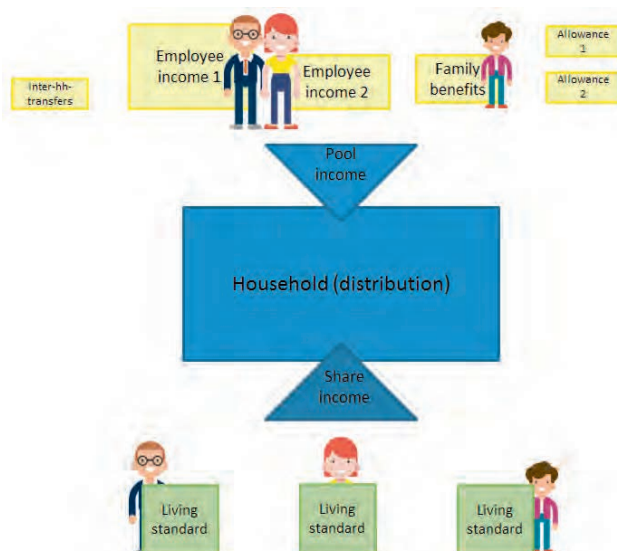 Inter-hh-
transfers
Employee
income 1
Employee
income 2
Family
benefits
Allowance
1
Allowance
2
Pool
income
Household (distribution)
Share
income
Living
standard
Living
standard
Living
standard